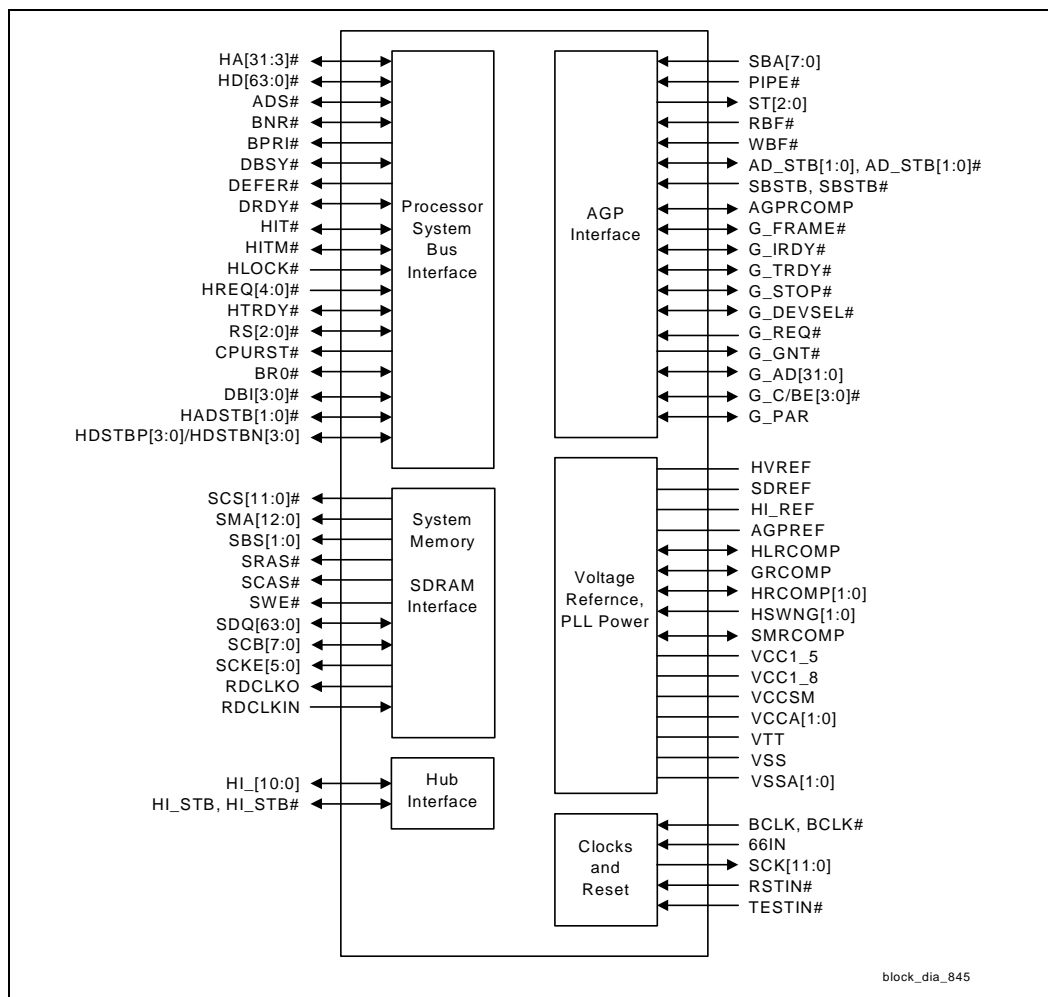 HA[31:3]#
HD[63:0]#
ADS#
BNR#
BPRI#
DBSY#
DEFER#
DRDY#
HIT#
HITM#
HLOCK#
HREQ[4:0]#
HTRDY#
RS[2:0]#
CPURST#
BR0#
DBI[3:0]#
HADSTB[1:0]#
HDSTBP[3:0]/HDSTBN[3:0]
Processor
System
Bus
Interface
SCS[11:0]#
SMA[12:0]
SBS[1:0]
SRAS#
SCAS#
SWE#
SDQ[63:0]
SCB[7:0]
SCKE[5:0]
RDCLKO
RDCLKIN
System
Memory
SDRAM
Interface
HI_[10:0]
HI_STB, HI_STB#
Hub
Interface
AGP
Interface
SBA[7:0]
PIPE#
ST[2:0]
RBF#
WBF#
AD_STB[1:0], AD_STB[1:0]#
SBSTB, SBSTB#
AGPRCOMP
G_FRAME#
G_IRDY#
G_TRDY#
G_STOP#
G_DEVSEL#
G_REQ#
G_GNT#
G_AD[31:0]
G_C/BE[3:0]#
G_PAR
Voltage
Refernce,
PLL Power
HVREF
SDREF
HI_REF
AGPREF
HLRCOMP
GRCOMP
HRCOMP[1:0]
HSWNG[1:0]
SMRCOMP
VCC1_5
VCC1_8
VCCSM
VCCA[1:0]
VTT
VSS
VSSA[1:0]
Clocks
and
Reset
BCLK, BCLK#
66IN
SCK[11:0]
RSTIN#
TESTIN#
block_dia_845